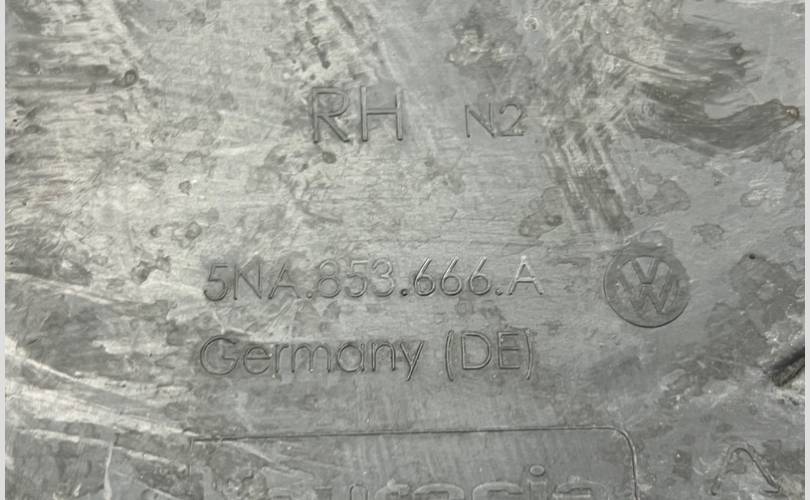 RH N2
5NA.853.666.A
Germany (DE)